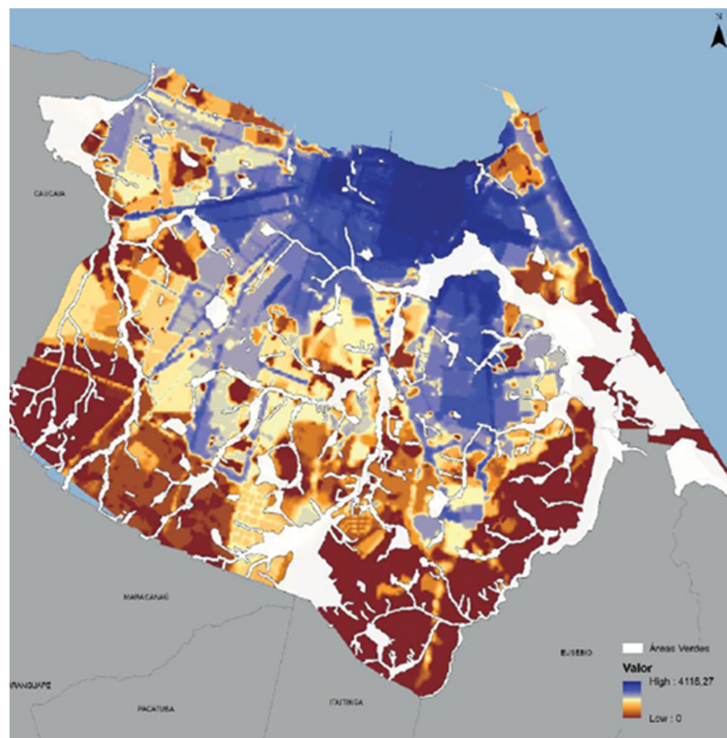 N
CAUCAIA
MARACANAÚ
ARANGUAPE
PACATUBA
ITAITINGA
EUSEBIO
Áreas Verdes
Valor
High : 4116,27
Low : 0